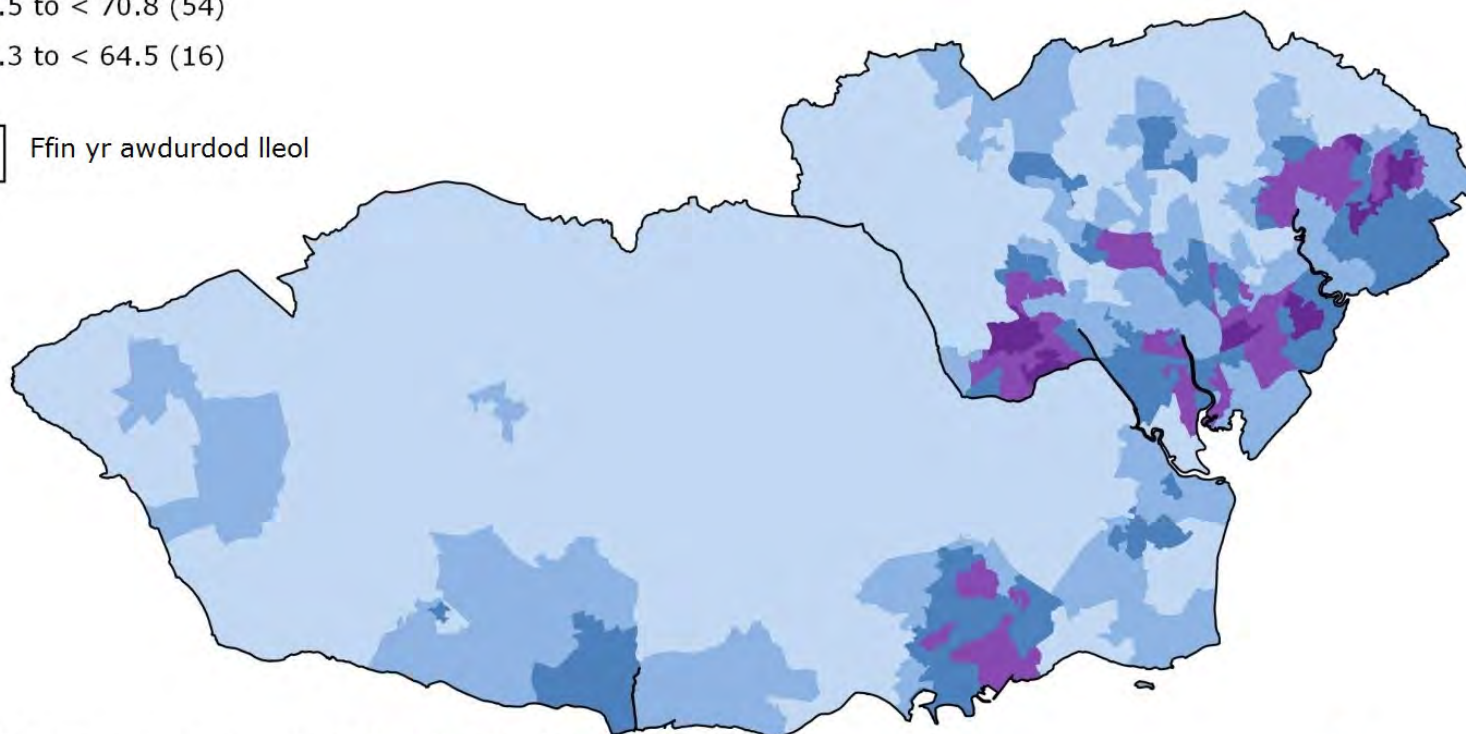 .5 to < 70.8 (54)
.3 to < 64.5 (16)
Ffin yr awdurdod lleol